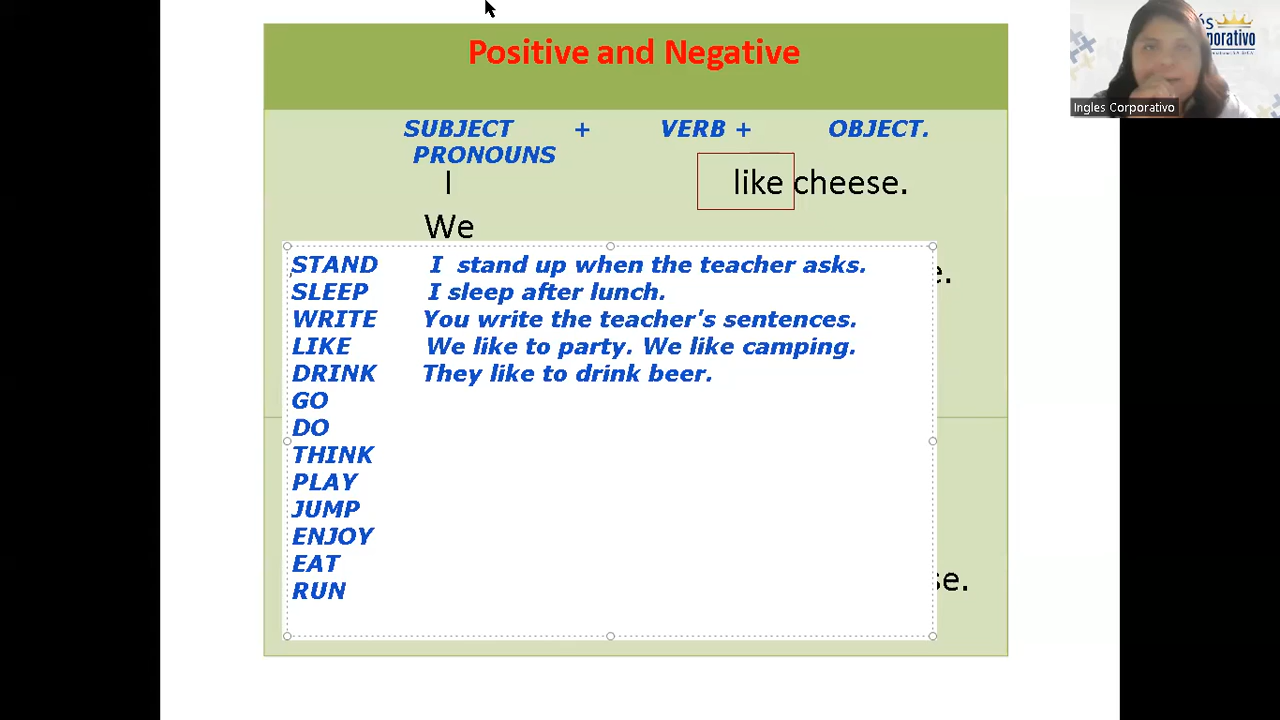 Positive and Negative
SUBJECT + VERB + OBJECT.
PRONOUNS
I like cheese.
We
STAND I stand up when the teacher asks.
SLEEP I sleep after lunch.
WRITE You write the teacher's sentences.
LIKE We like to party. We like camping.
DRINK They like to drink beer.
GO
DO
THINK
PLAY
JUMP
ENJOY
EAT
RUN
Ingles Corporativo